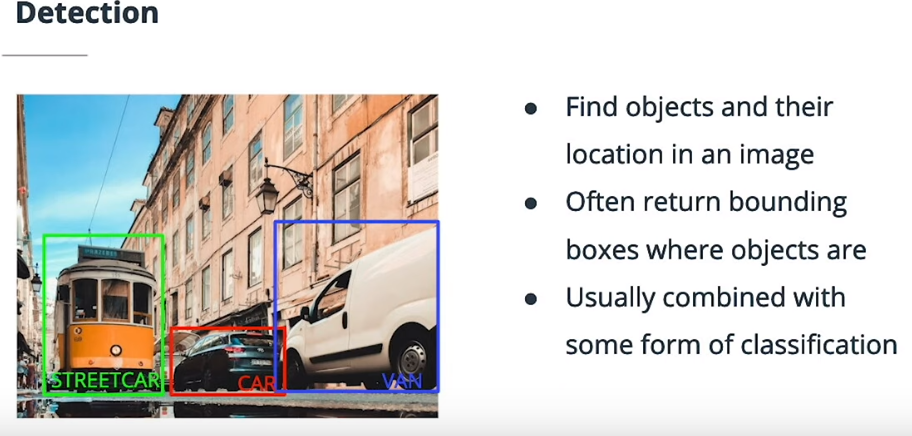 Detection
STREETCAR
CAR
VAN
● Find objects and their
location in an image
● Often return bounding
boxes where objects are
● Usually combined with
some form of classification